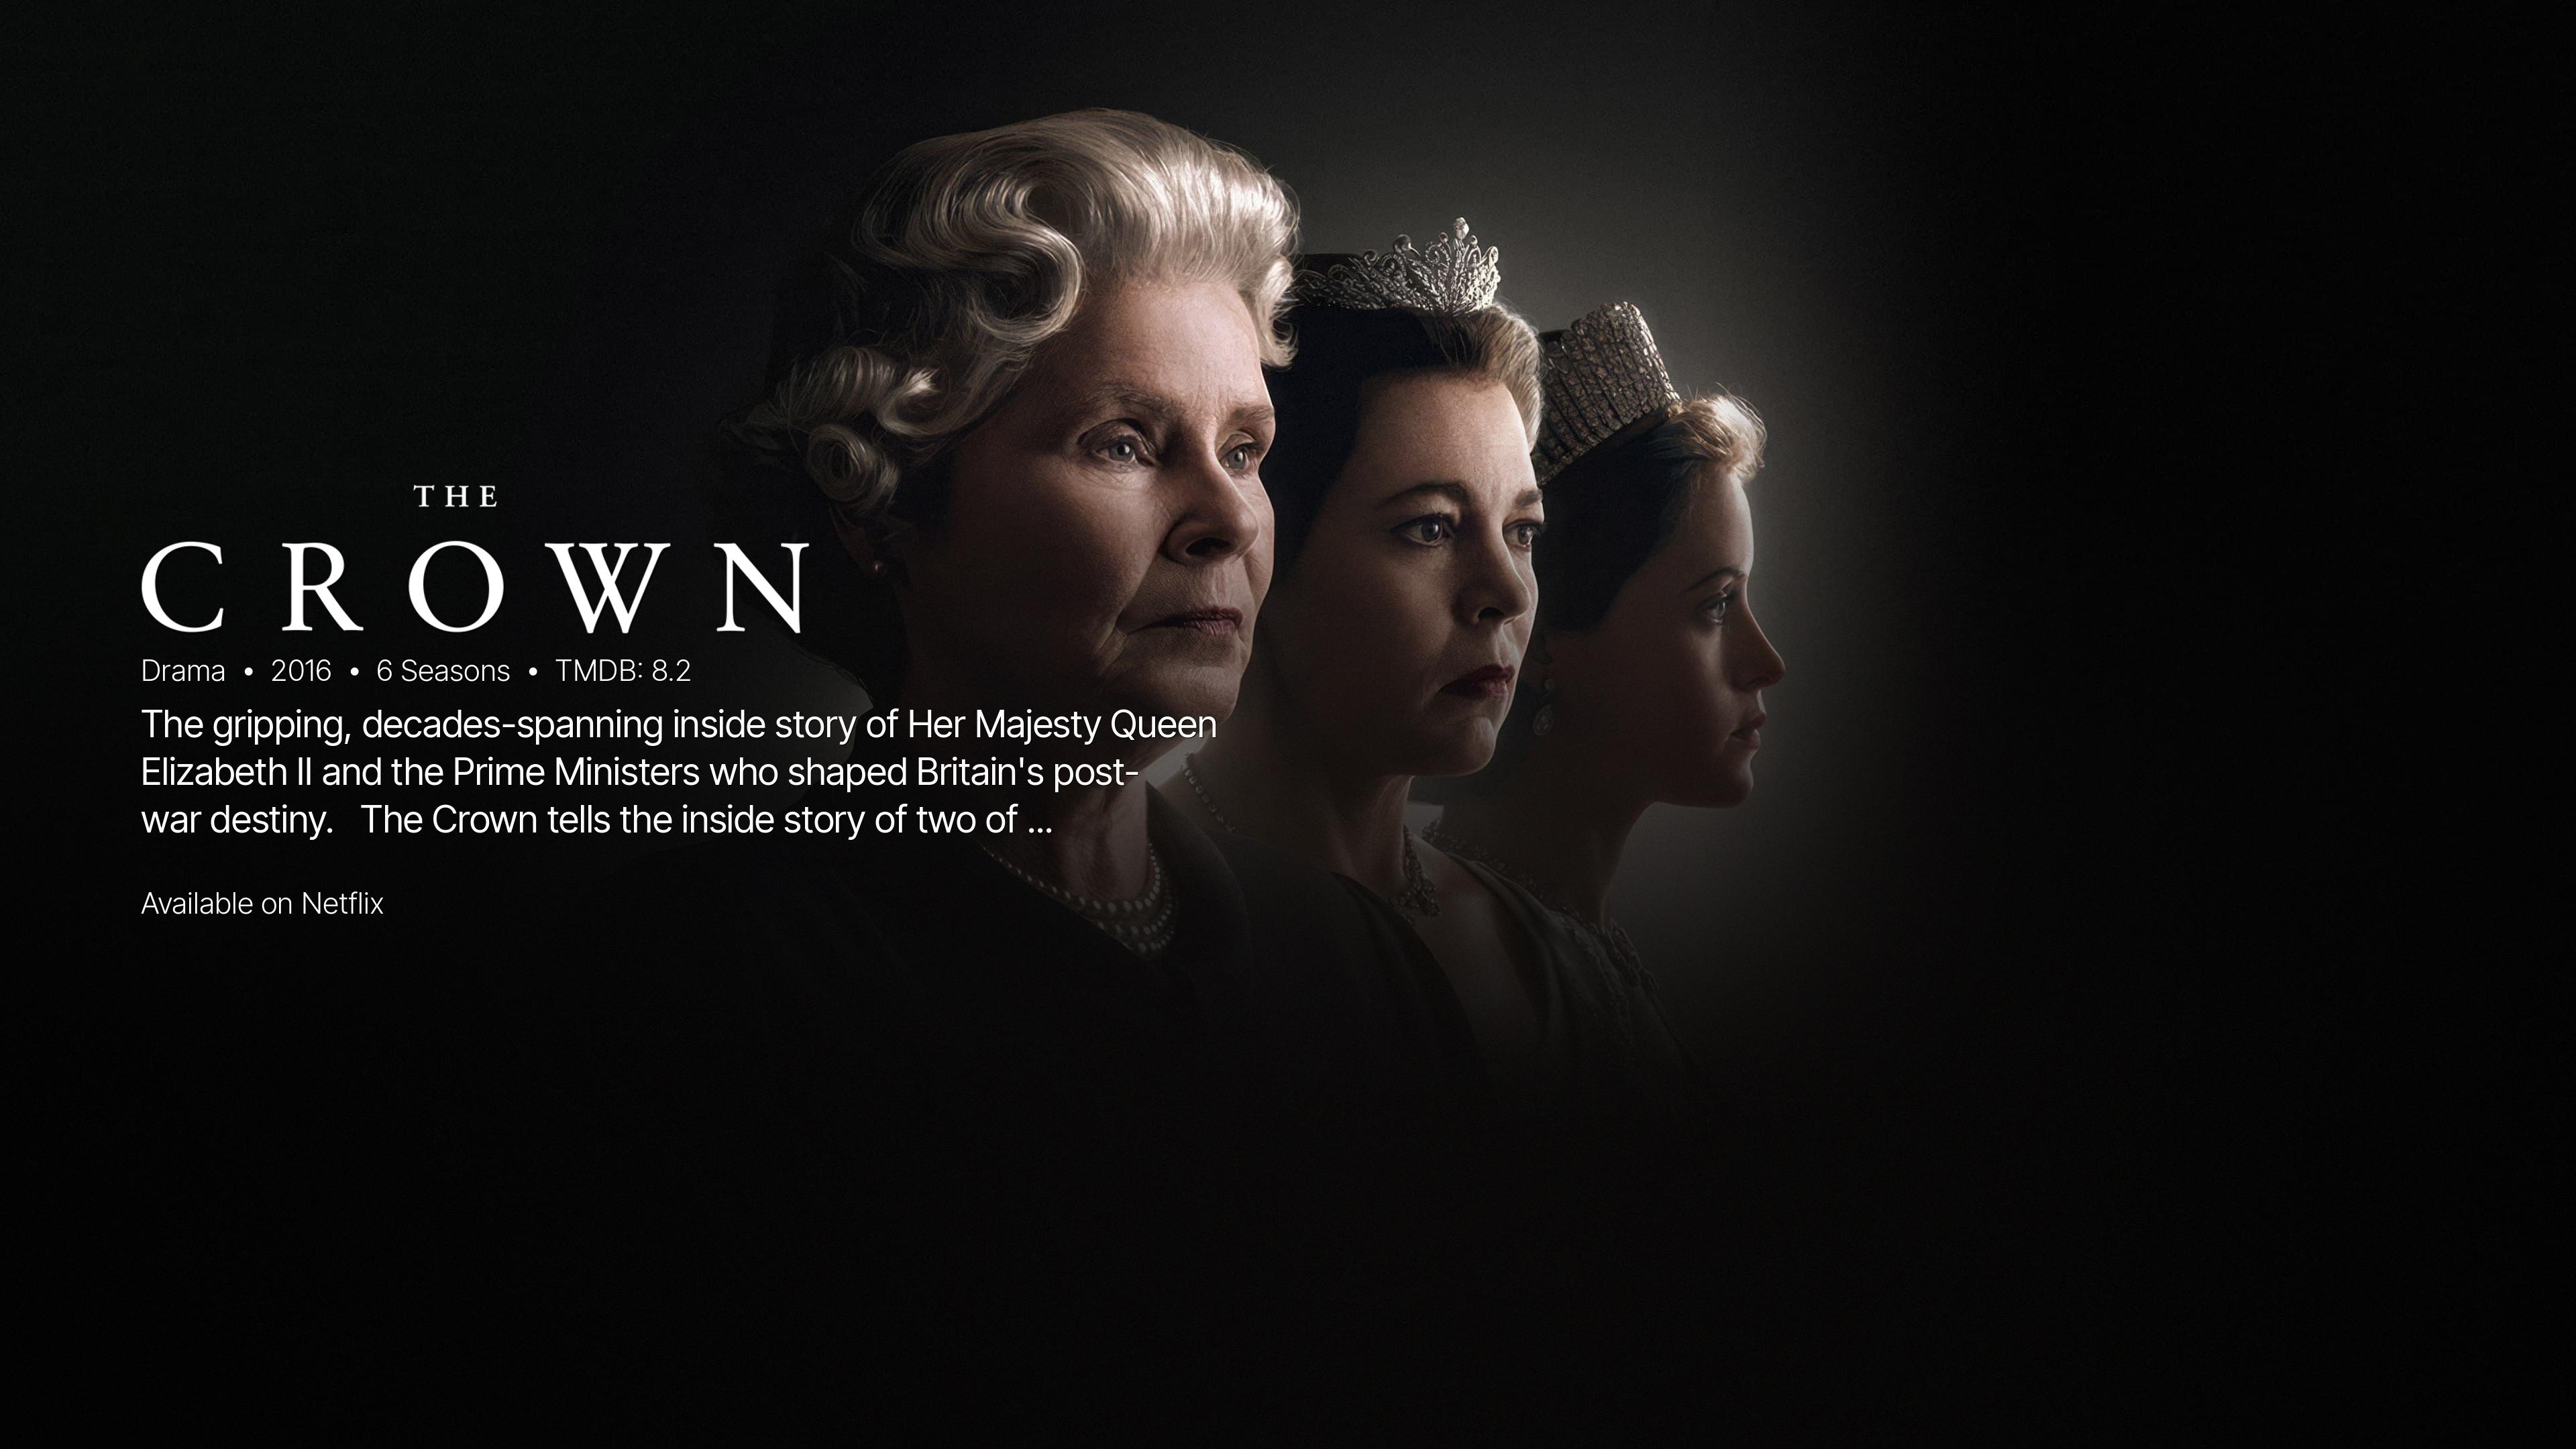 THE
CROWN
Drama • 2016 • 6 Seasons • TMDB: 8.2
The gripping, decades-spanning inside story of Her Majesty Queen
Elizabeth II and the Prime Ministers who shaped Britain's post-
war destiny.   The Crown tells the inside story of two of ...
Available on Netflix